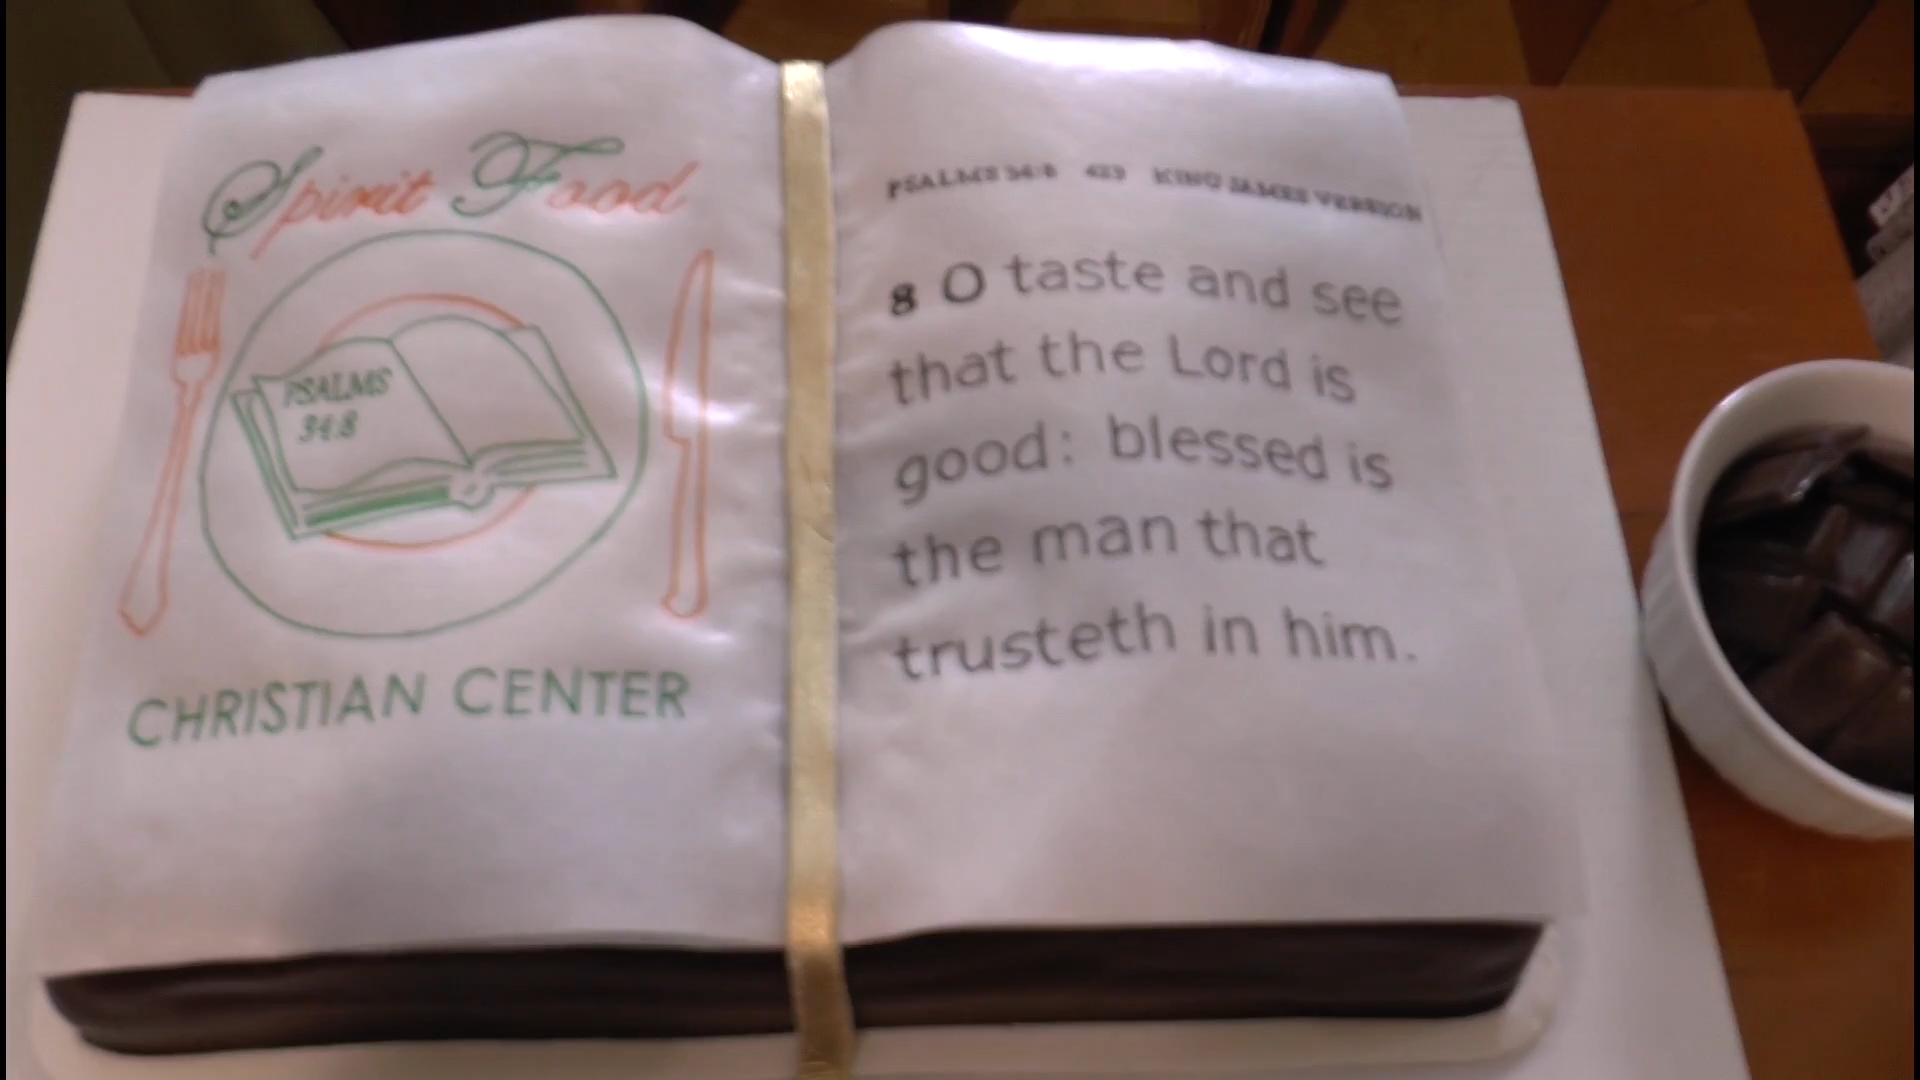 Spirit Food
PSALMS
34:8
CHRISTIAN CENTER
PSALMS 34:8 423 KING JAMES VERSION
8 O taste and see
that the Lord is
good: blessed is
the man that
trusteth in him.